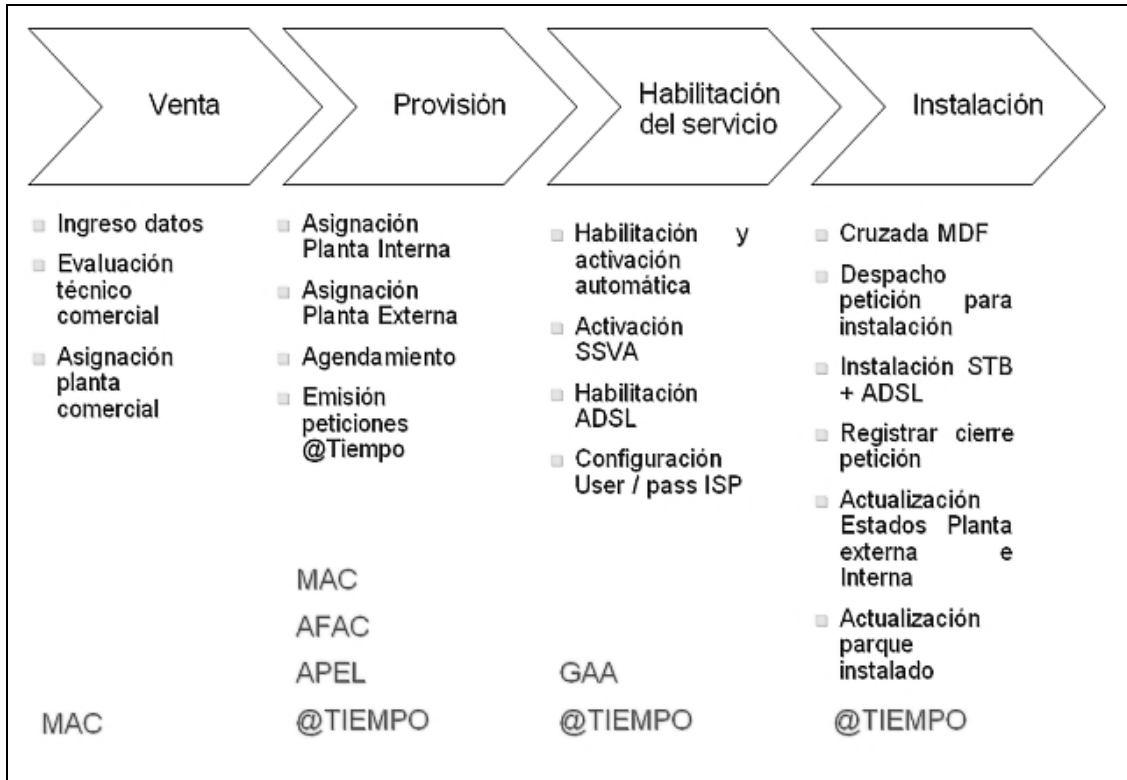 Venta
Provisión
Habilitación
del servicio
Instalación
Ingreso datos
Evaluación
técnico
comercial
Asignación
planta
comercial
MAC
Asignación
Planta Interna
Asignación
Planta Externa
Agendamiento
Emisión
peticiones
@Tiempo
MAC
AFAC
APEL
@TIEMPO
Habilitación y
activación
automática
Activación
SSVA
Habilitación
ADSL
Configuración
User / pass ISP
GAA
@TIEMPO
Cruzada MDF
Despacho
petición para
instalación
Instalación STB
+ ADSL
Registrar cierre
petición
Actualización
Estados Planta
externa e
Interna
Actualización
parque
instalado
@TIEMPO